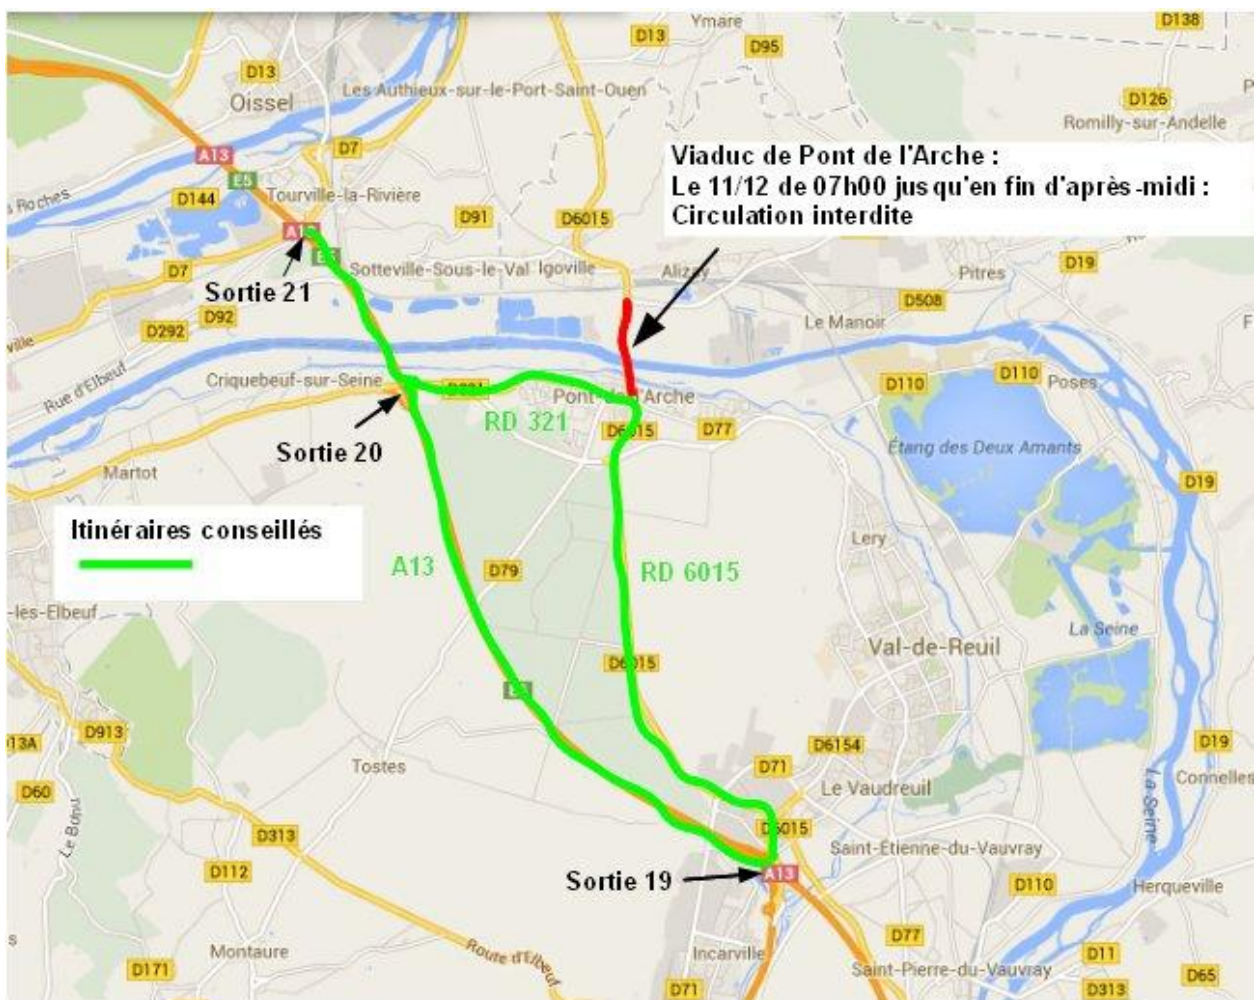 Ymare
D138
D13
D95
D13
Oissel
Les Authieux-sur-le-Port-Saint-Ouen
D126
Romilly-sur-Andelle
A13
D7
E5
Tourville-la-Rivière
Viaduc de Pont de l'Arche :
Le 11/12 de 07h00 jusqu'en fin d'après-midi :
Circulation interdite
Roches
D144
D91
D6015
D7
Sotteville-Sous-le-Val
Igoville
Alizay
Pitres
D19
Sortie 21
D92
D508
D292
Le Manoir
ville
Rue d'Elbeuf
Criquebeuf-sur-Seine
D110
D110
Poses
RD 321
D6015
D77
Sortie 20
Étang des Deux Amants
Martot
D19
Itinéraires conseillés
A13
D79
RD 6015
Lery
-les-Elbeuf
La Seine
Val-de-Reuil
D6015
D913
D13A
D6154
D19
Tostes
D71
Connelles
D60
Le Vaudreuil
La Seine
D313
D6015
Saint-Étienne-du-Vauvray
D112
Sortie 19
A13
D110
Herqueville
Montaure
Route d'Elbeuf
Incarville
D77
D11
D171
Saint-Pierre-du-Vauvray
D65
D71
D313